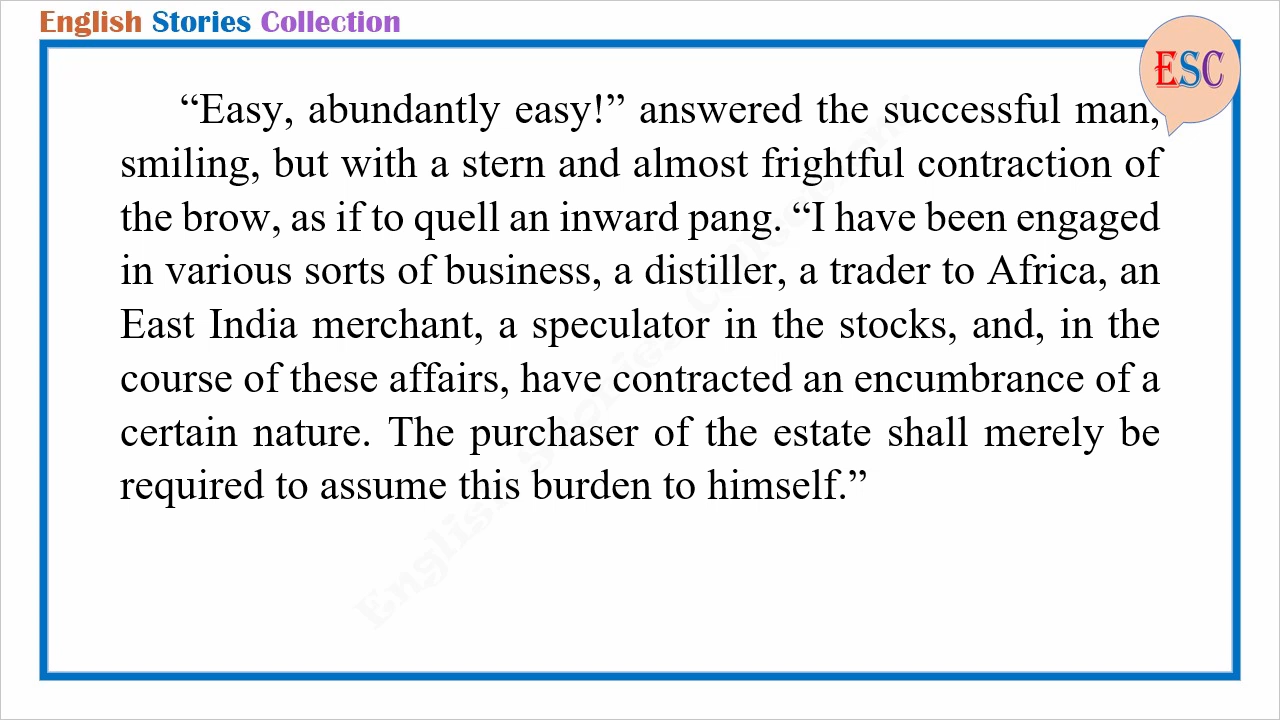 English Stories Collection
ESC
“Easy, abundantly easy!” answered the successful man,
smiling, but with a stern and almost frightful contraction of
the brow, as if to quell an inward pang. “I have been engaged
in various sorts of business, a distiller, a trader to Africa, an
East India merchant, a speculator in the stocks, and, in the
course of these affairs, have contracted an encumbrance of a
certain nature. The purchaser of the estate shall merely be
required to assume this burden to himself.”
English Stories Collection